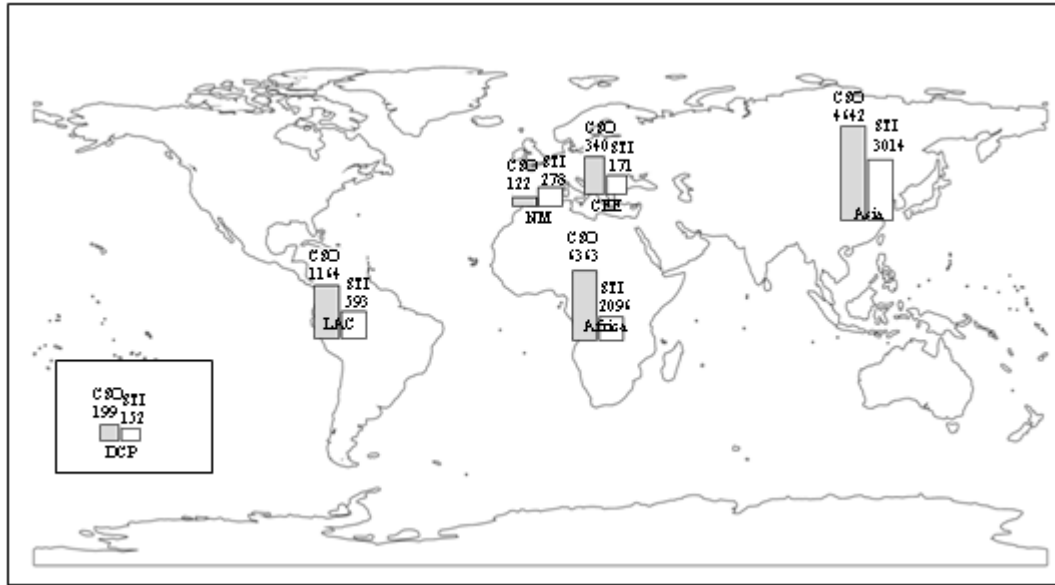 CSO
4642
STI
3014
Asia
CSO
340
STI
171
CEE
CSO
122
STI
278
NM
CSO
6363
STI
2096
Africa
CSO
1164
STI
593
LAC
CSO
199
STI
152
DCP